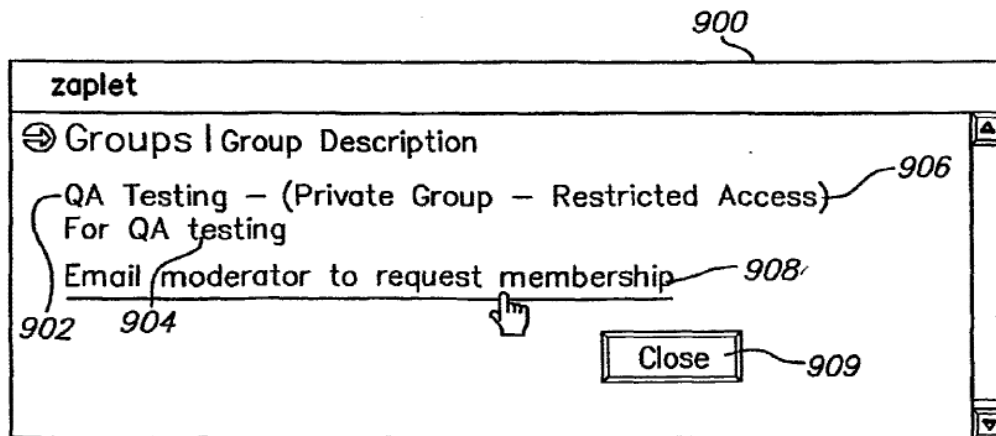 900
zaplet
Groups | Group Description
906
QA Testing – (Private Group – Restricted Access)
For QA testing
Email moderator to request membership
908
902
904
Close
909